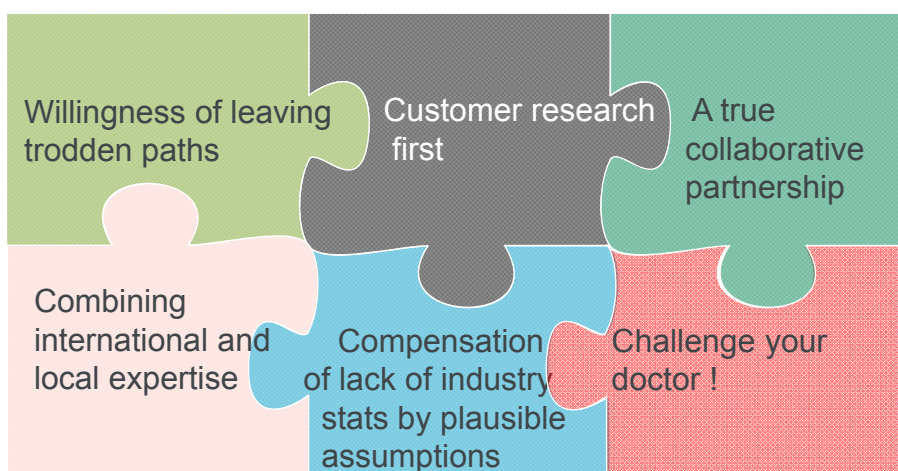 Willingness of leaving
trodden paths
Customer research
first
A true
collaborative
partnership
Combining
international and
local expertise
Compensation
of lack of industry
stats by plausible
assumptions
Challenge your
doctor !